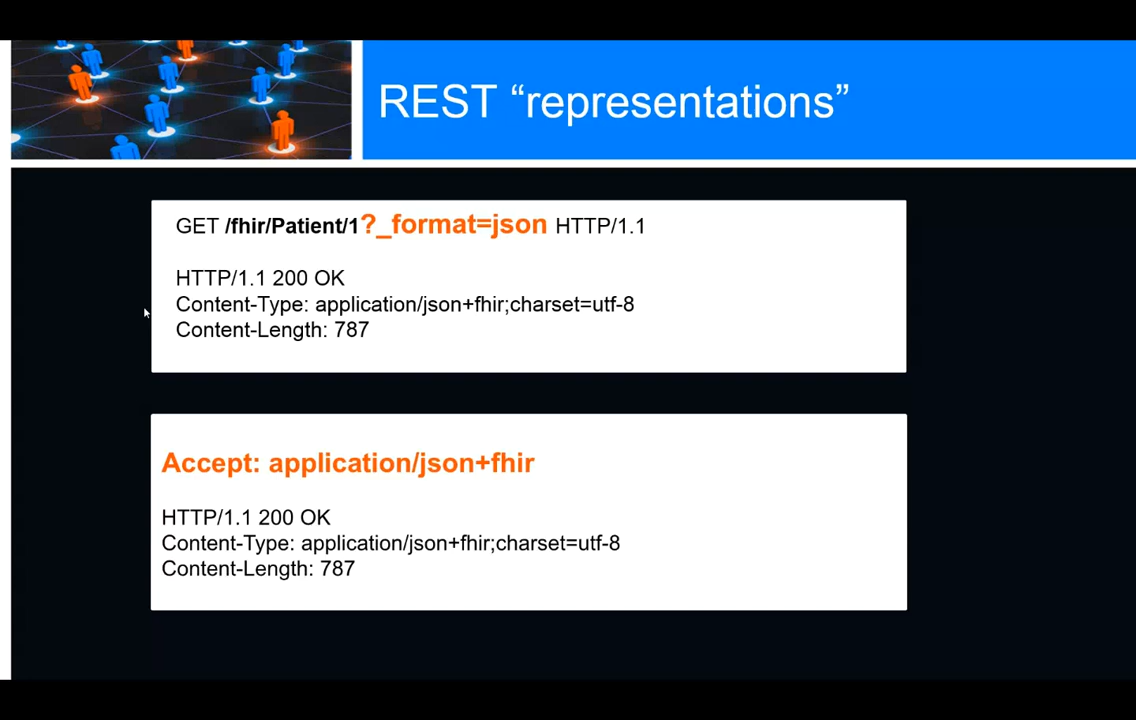 REST “representations”
GET /fhir/Patient/1?_format=json HTTP/1.1
HTTP/1.1 200 OK
Content-Type: application/json+fhir;charset=utf-8
Content-Length: 787
Accept: application/json+fhir
HTTP/1.1 200 OK
Content-Type: application/json+fhir;charset=utf-8
Content-Length: 787